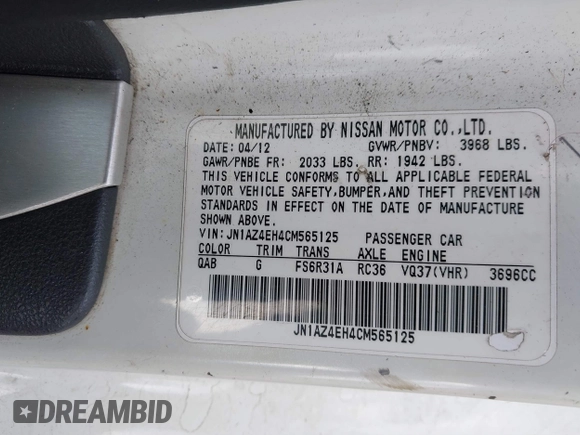 MANUFACTURED BY NISSAN MOTOR CO.,LTD.
DATE: 04/12 GVWR/PNBV: 3968 LBS.
GAWR/PNBE FR: 2033 LBS. RR: 1942 LBS.
THIS VEHICLE CONFORMS TO ALL APPLICABLE FEDERAL
MOTOR VEHICLE SAFETY,BUMPER,AND THEFT PREVENTION
STANDARDS IN EFFECT ON THE DATE OF MANUFACTURE
SHOWN ABOVE.
VIN:JN1AZ4EH4CM565125 PASSENGER CAR
COLOR TRIM TRANS AXLE ENGINE
QAB G FS6R31A RC36 VQ37(VHR) 3696CC
JN1AZ4EH4CM565125
DREAMBID